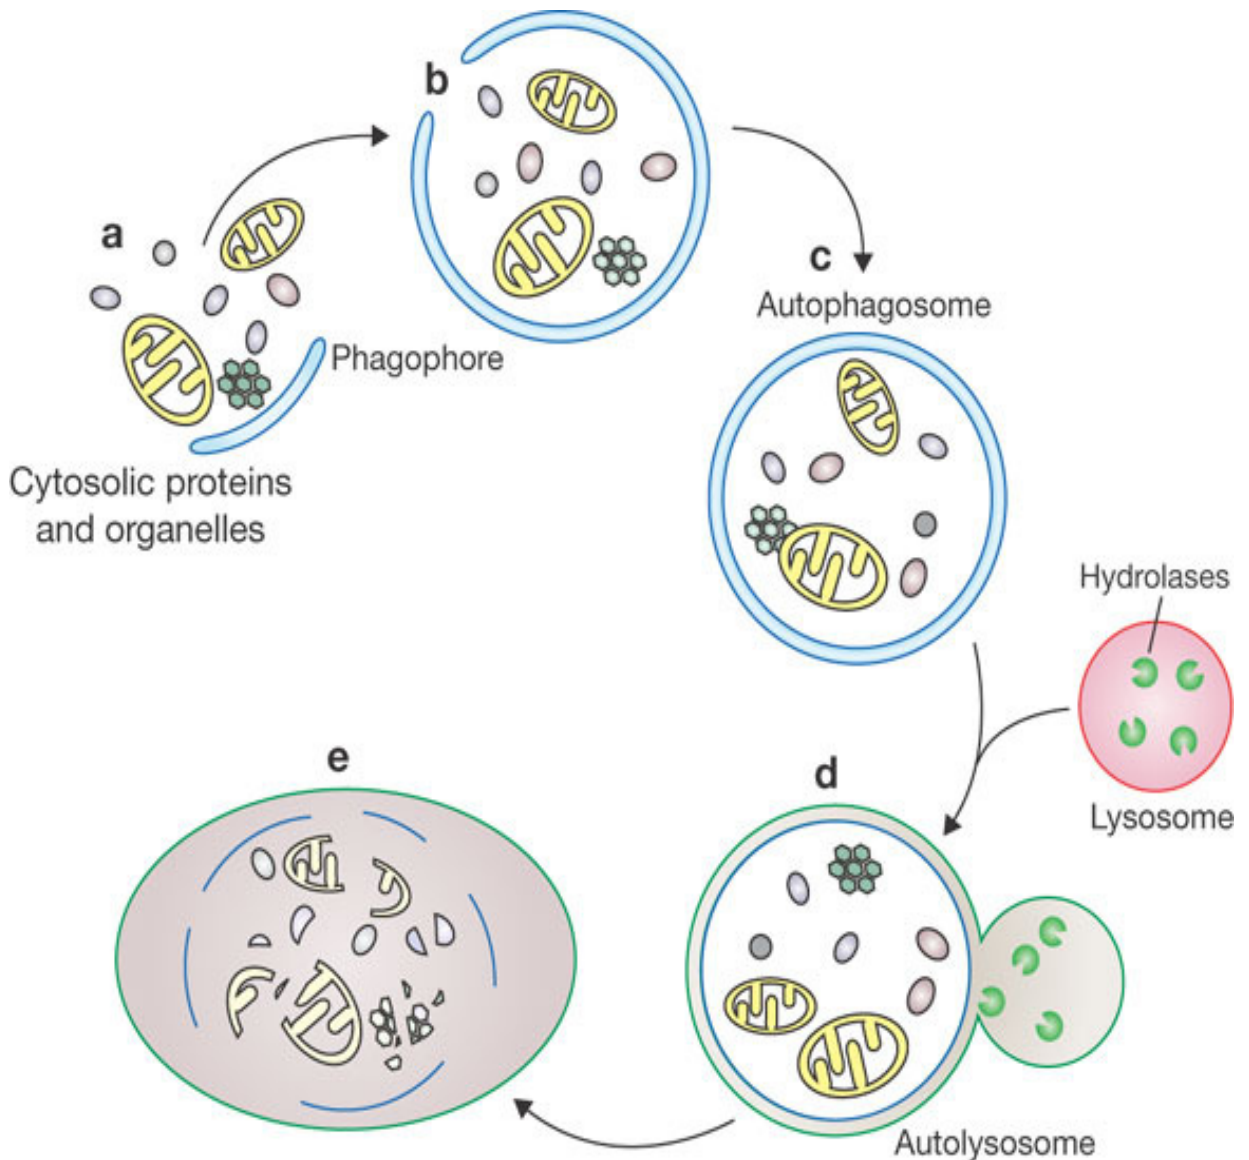 a
b
c
Autophagosome
Phagophore
Cytosolic proteins
and organelles
Hydrolases
Lysosome
d
Autolysosome
e